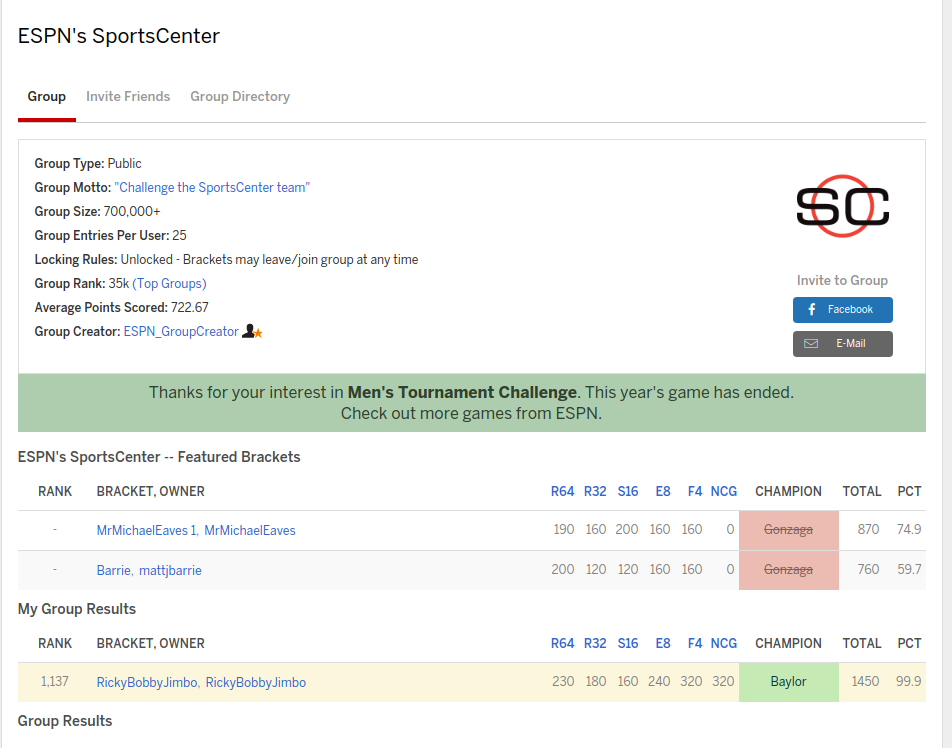 ESPN's SportsCenter
Group Invite Friends Group Directory
Group Type: Public
Group Motto: "Challenge the SportsCenter team"
Group Size: 700,000+
Group Entries Per User: 25
Locking Rules: Unlocked - Brackets may leave/join group at any time
Group Rank: 35k (Top Groups)
Average Points Scored: 722.67
Group Creator: ESPN_GroupCreator
SC
Invite to Group
Facebook
E-Mail
Thanks for your interest in Men's Tournament Challenge. This year's game has ended.
Check out more games from ESPN.
ESPN's SportsCenter -- Featured Brackets
RANK BRACKET, OWNER R64 R32 S16 E8 F4 NCG CHAMPION TOTAL PCT
- MrMichaelEaves 1, MrMichaelEaves 190 160 200 160 160 0 Gonzaga 870 74.9
- Barrie, mattjbarrie 200 120 120 160 160 0 Gonzaga 760 59.7
My Group Results
RANK BRACKET, OWNER R64 R32 S16 E8 F4 NCG CHAMPION TOTAL PCT
1,137 RickyBobbyJimbo, RickyBobbyJimbo 230 180 160 240 320 320 Baylor 1450 99.9
Group Results